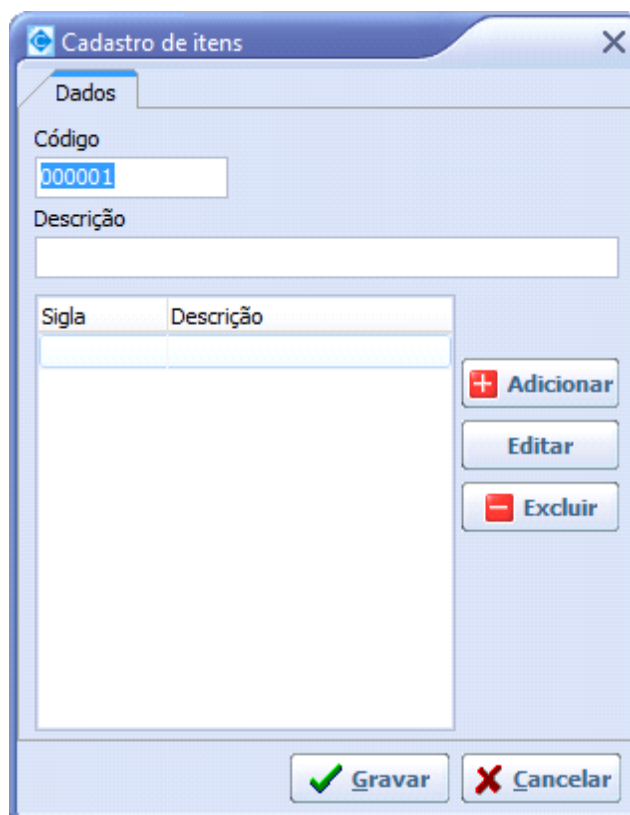 Cadastro de itens
Dados
Código
000001
Descrição
Sigla Descrição
Adicionar
Editar
Excluir
Gravar Cancelar